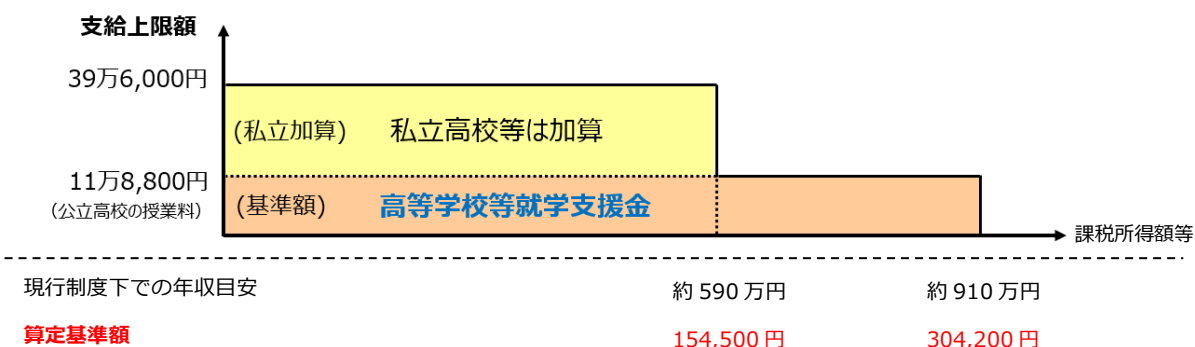 支給上限額
39万6,000円
(私立加算) 私立高校等は加算
11万8,800円
(公立高校の授業料)
(基準額) 高等学校等就学支援金
課税所得額等
現行制度下での年収目安 約 590 万円 約 910 万円
算定基準額 154,500 円 304,200 円